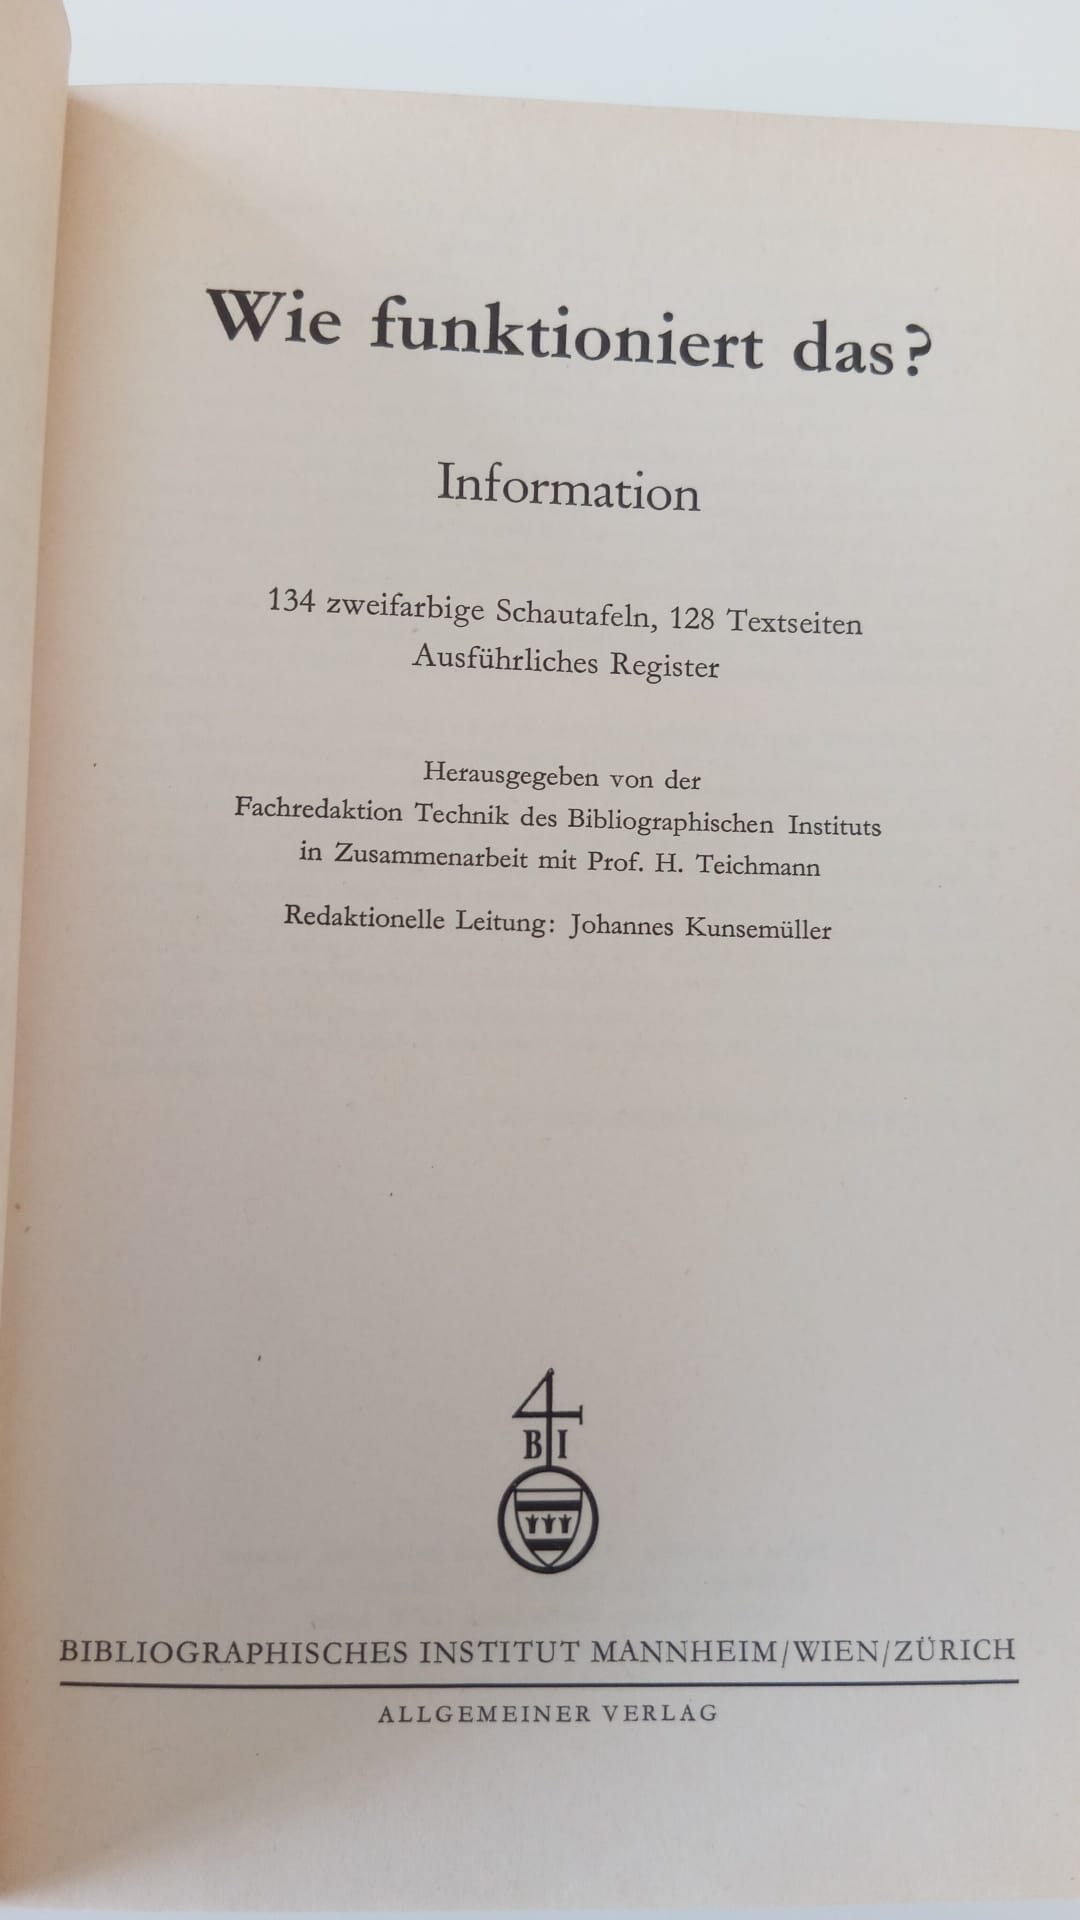 Wie funktioniert das?
Information
134 zweifarbige Schautafeln, 128 Textseiten
Ausführliches Register
Herausgegeben von der
Fachredaktion Technik des Bibliographischen Instituts
in Zusammenarbeit mit Prof. H. Teichmann
Redaktionelle Leitung: Johannes Kunsemüller
B I
BIBLIOGRAPHISCHES INSTITUT MANNHEIM/WIEN/ZÜRICH
ALLGEMEINER VERLAG